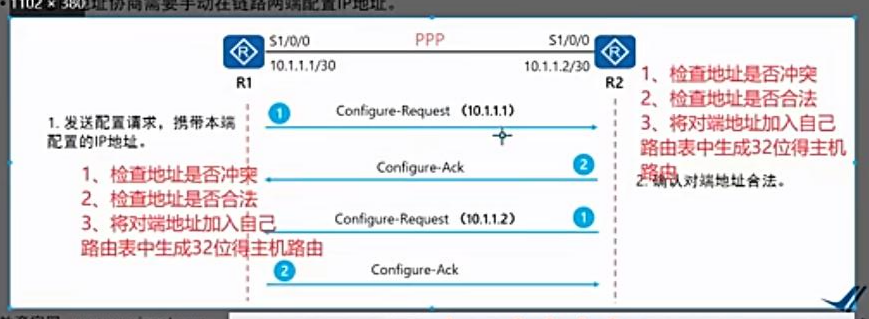 1102 × 380
地址协商需要手动在链路两端配置IP地址。
S1/0/0
PPP
S1/0/0
10.1.1.1/30
10.1.1.2/30
R
R
R1
R2
1、检查地址是否冲突
2、检查地址是否合法
3、将对端地址加入自己
路由表中生成32位得主机
路由
2. 确认对端地址合法。
1. 发送配置请求，携带本端
配置的IP地址。
1、检查地址是否冲突
2、检查地址是否合法
3、将对端地址加入自己
路由表中生成32位得主机路由
1
Configure-Request（10.1.1.1）
Configure-Ack
2
Configure-Request（10.1.1.2）
1
2
Configure-Ack